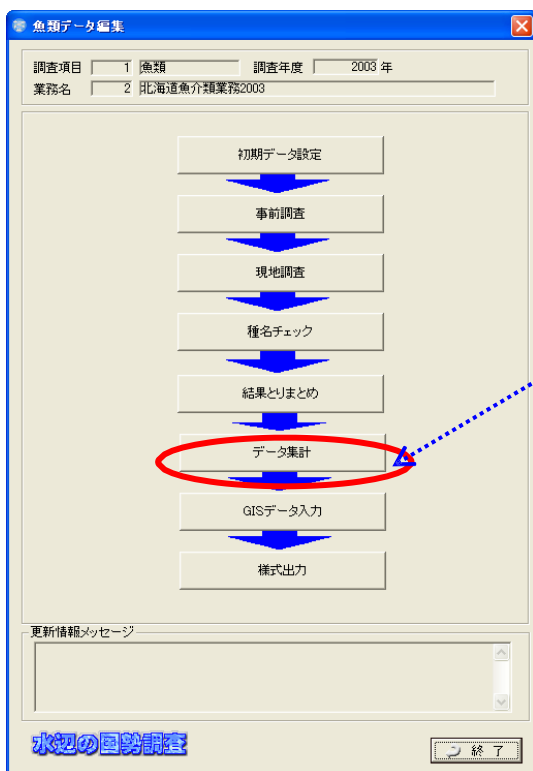 魚類データ編集
調査項目 1 魚類 調査年度 2003 年
業務名 2 北海道魚介類業務2003
初期データ設定
事前調査
現地調査
種名チェック
結果とりまとめ
データ集計
GISデータ入力
様式出力
更新情報メッセージ
水辺の国勢調査
終 了